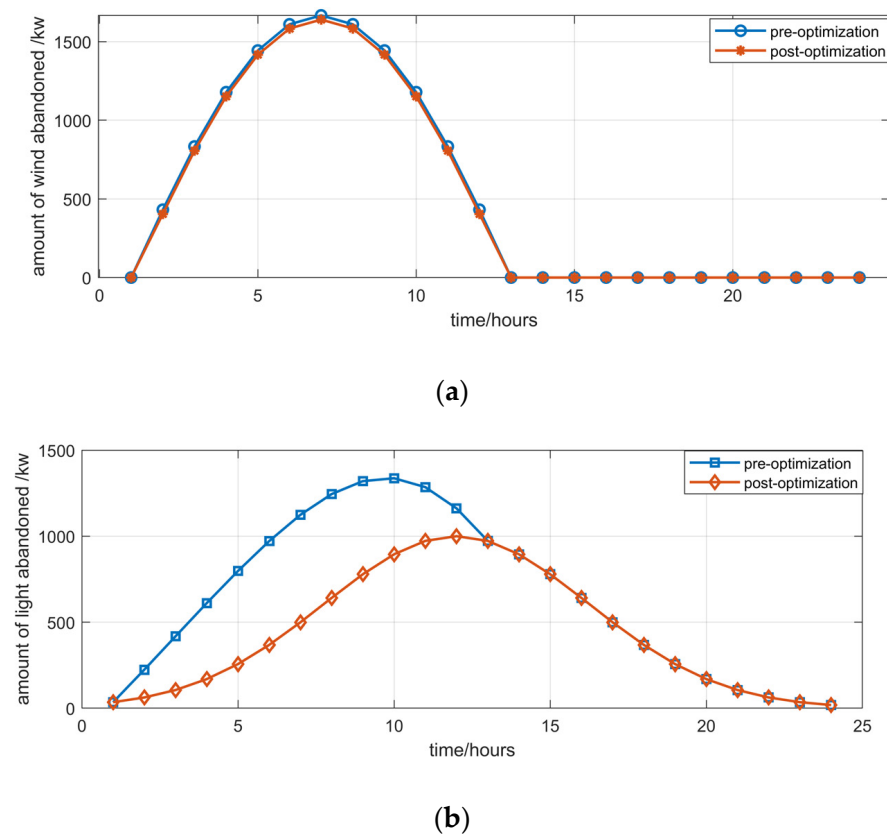 amount of wind abandoned /kw
1500
1000
500
0
pre-optimization
post-optimization
0 5 10 15 20
time/hours
(a)
amount of light abandoned /kw
1500
1000
500
0
pre-optimization
post-optimization
0 5 10 15 20 25
time/hours
(b)